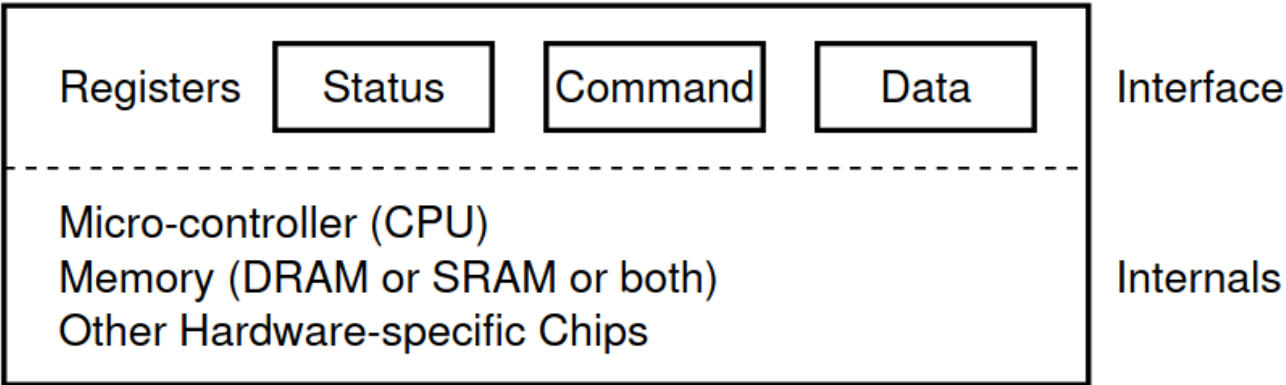 Registers Status Command Data Interface
Micro-controller (CPU)
Memory (DRAM or SRAM or both) Internals
Other Hardware-specific Chips